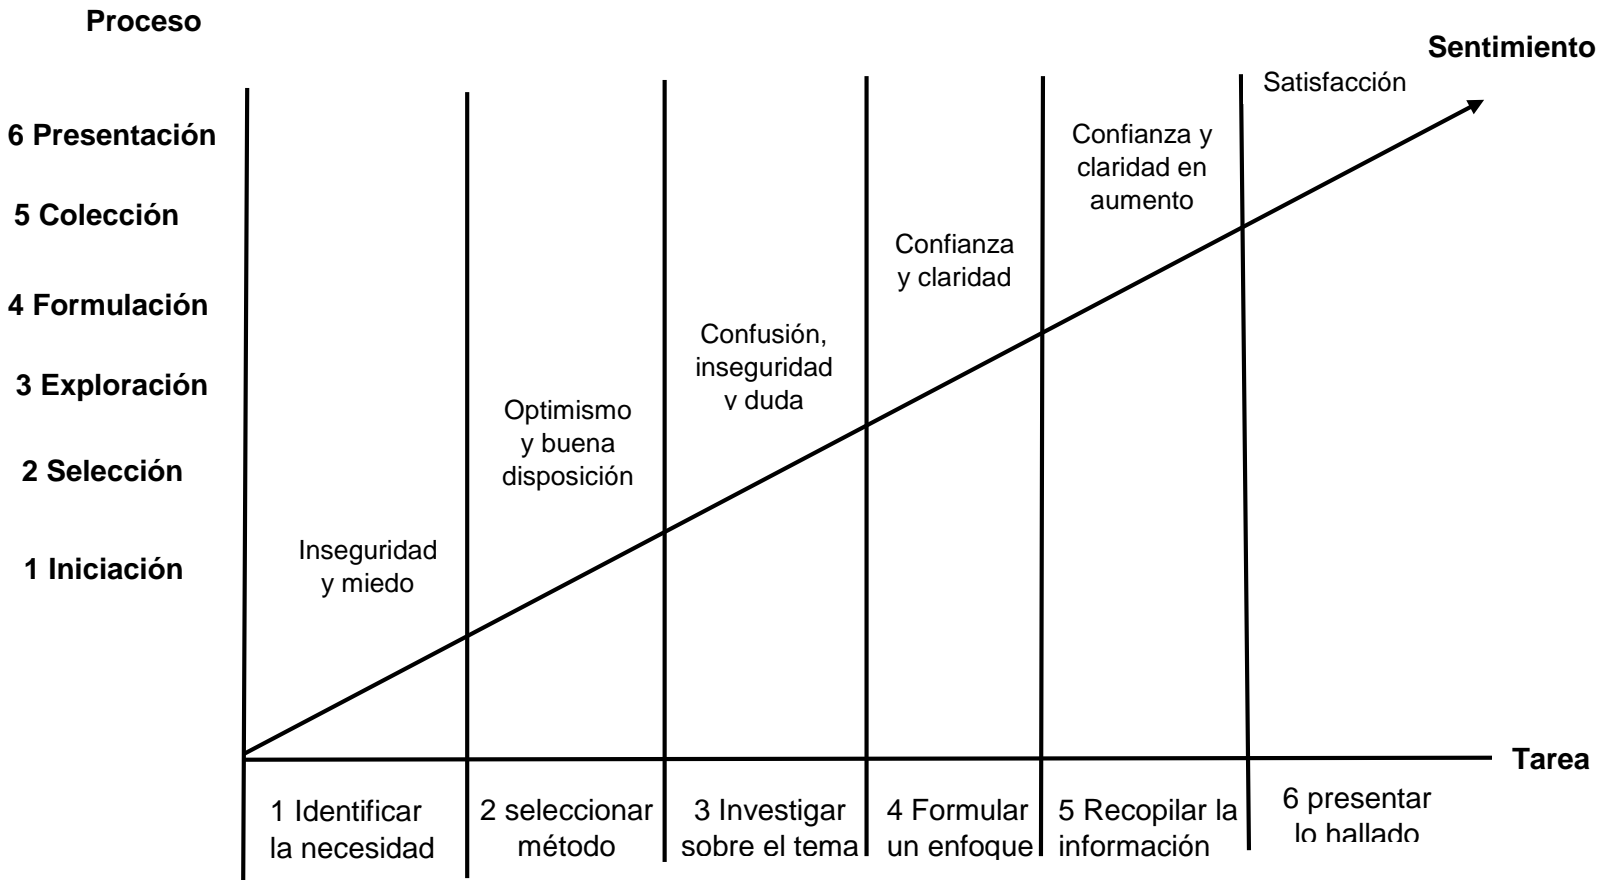 Proceso
Sentimiento
Satisfacción
6 Presentación
Confianza y
claridad en
aumento
5 Colección
Confianza
y claridad
4 Formulación
Confusión,
inseguridad
y duda
3 Exploración
Optimismo
y buena
disposición
2 Selección
Inseguridad
y miedo
1 Iniciación
Tarea
1 Identificar
la necesidad
2 seleccionar
método
3 Investigar
sobre el tema
4 Formular
un enfoque
5 Recopilar la
información
6 presentar
lo hallado